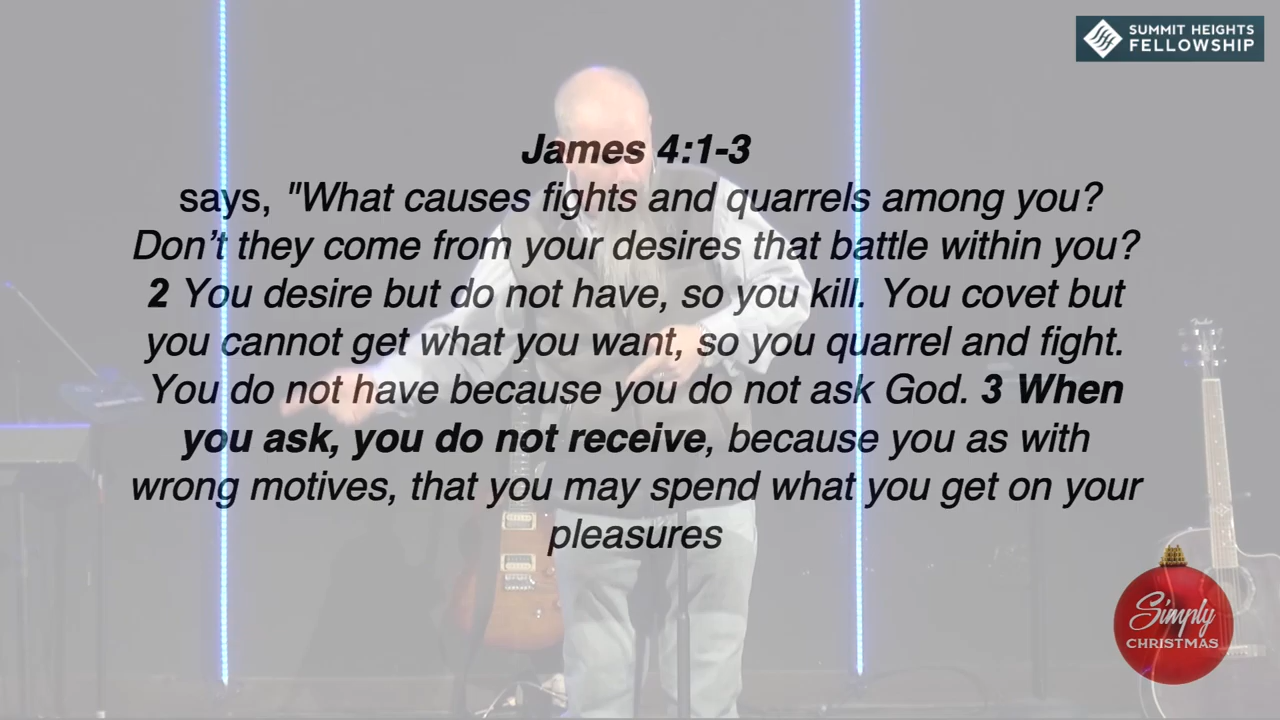 SUMMIT HEIGHTS
FELLOWSHIP
James 4:1-3
says, "What causes fights and quarrels among you?
Don’t they come from your desires that battle within you?
2 You desire but do not have, so you kill. You covet but
you cannot get what you want, so you quarrel and fight.
You do not have because you do not ask God. 3 When
you ask, you do not receive, because you as with
wrong motives, that you may spend what you get on your
pleasures
Simply
CHRISTMAS